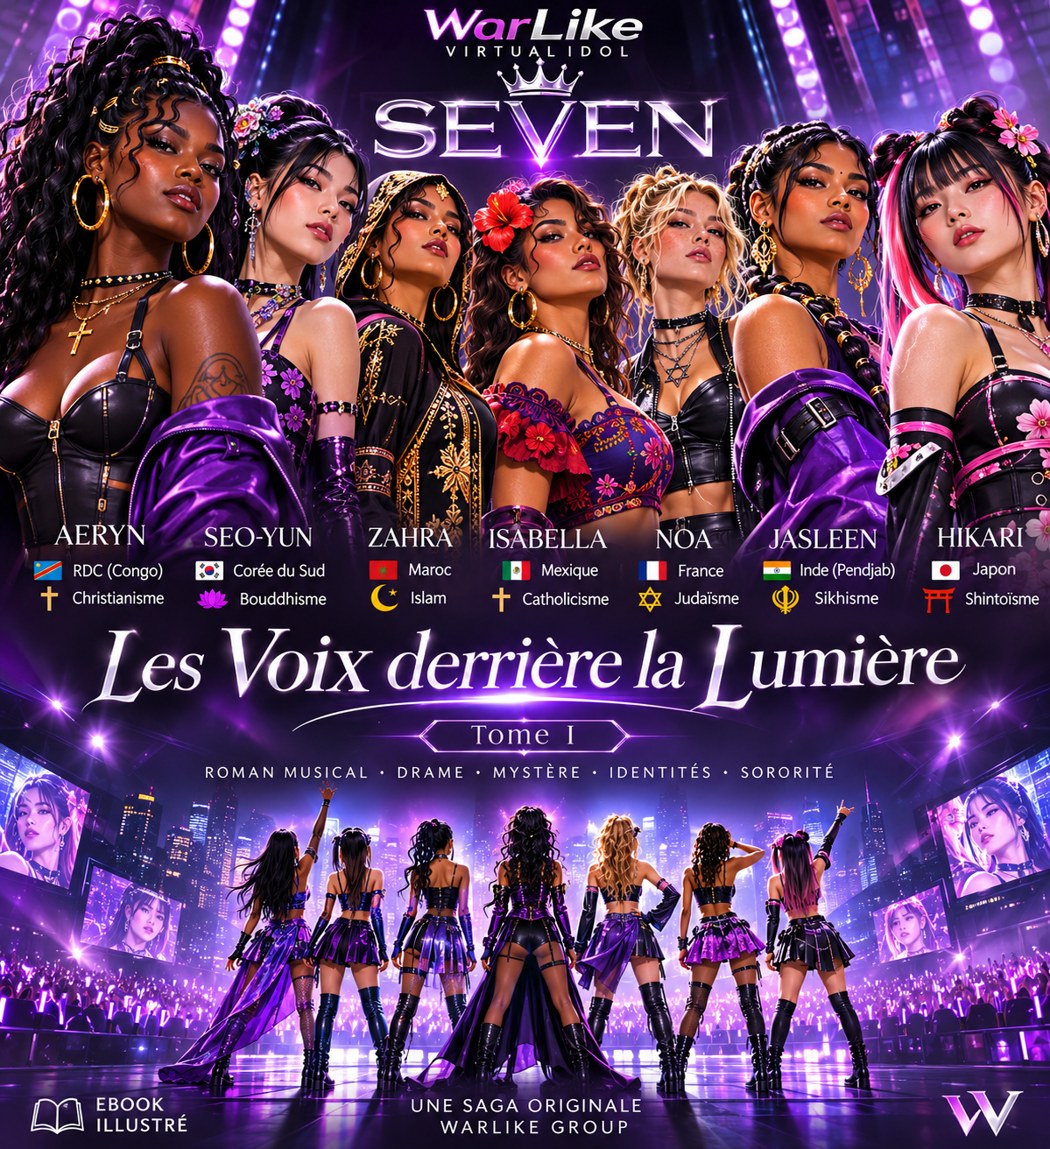 WarLike
VIRTUAL IDOL
SEVEN
AERYN
RDC (Congo)
Christianisme
SEO-YUN
Corée du Sud
Bouddhisme
ZAHRA
Maroc
Islam
ISABELLA
Mexique
Catholicisme
NOA
France
Judaïsme
JASLEEN
Inde (Pendjab)
Sikhisme
HIKARI
Japon
Shintoïsme
Les Voix derrière la Lumière
Tome I
ROMAN MUSICAL • DRAME • MYSTÈRE • IDENTITÉS • SORORITÉ
EBOOK
ILLUSTRÉ
UNE SAGA ORIGINALE
WARLIKE GROUP
W